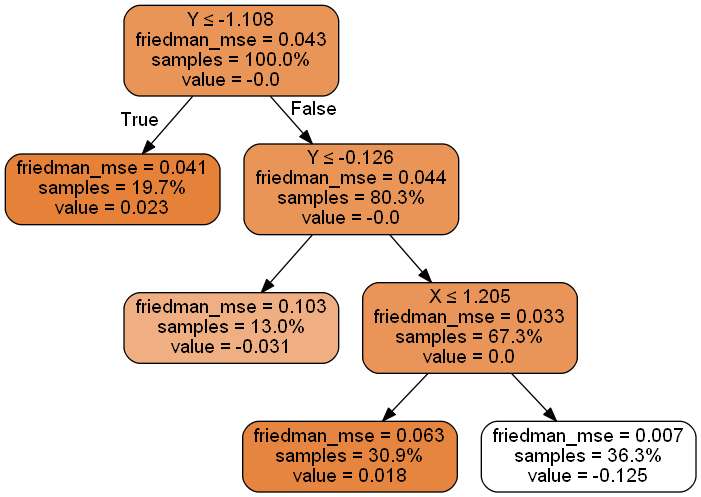 Y ≤ -1.108
friedman_mse = 0.043
samples = 100.0%
value = -0.0
True
False
friedman_mse = 0.041
samples = 19.7%
value = 0.023
Y ≤ -0.126
friedman_mse = 0.044
samples = 80.3%
value = -0.0
friedman_mse = 0.103
samples = 13.0%
value = -0.031
X ≤ 1.205
friedman_mse = 0.033
samples = 67.3%
value = 0.0
friedman_mse = 0.063
samples = 30.9%
value = 0.018
friedman_mse = 0.007
samples = 36.3%
value = -0.125